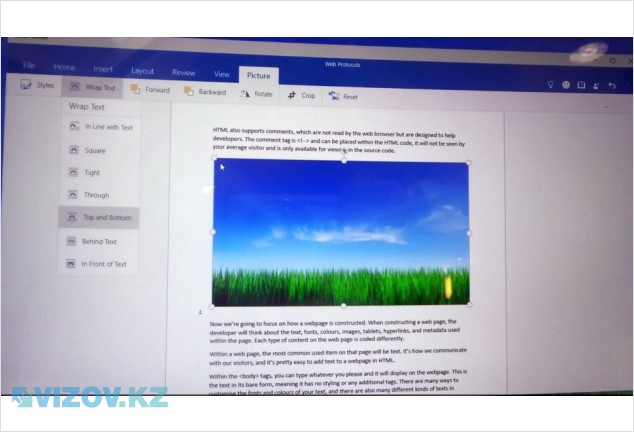 Web Protocols
File Home Insert Layout Review View Picture
Styles Wrap Text Forward Backward Rotate Crop Reset
Wrap Text
In Line with Text
Square
Tight
Through
Top and Bottom
Behind Text
In Front of Text
HTML also supports comments, which are not read by the web browser but are designed to help
developers. The comment tag is <!--> and can be placed within the HTML code, it will not be seen by
your average visitor and is only available for in the source code.
Now we're going to focus on how a webpage is constructed. When constructing a web page, the
developer will think about the text, fonts, colours, images, tablets, hyperlinks, and metadata used
within the page. Each type of content on the web page is coded differently.
Within a web page, the most common used item on that page will be text. It's how we communicate
with our visitors, and it's pretty easy to add text to a webpage in HTML.
Within the <body> tags, you can type whatever you please and it will display on the webpage. This is
the text in its bare form, meaning it has no styling or any additional tags. There are many ways to
customise the fonts and colours of your text, and there are also many different kinds of texts in
VIZOV.KZ